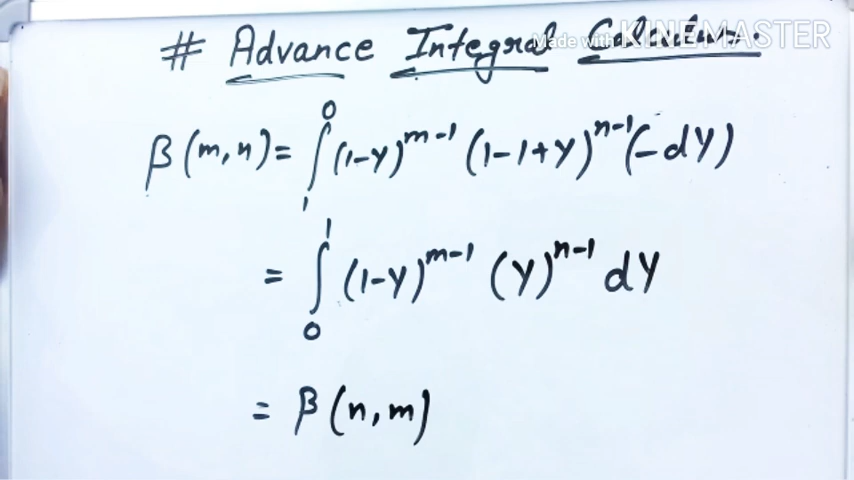 # Advance Integral Calculus.
Made with KINEMASTER
β(m,n)= ∫₁⁰ (1-y)^{m-1} (1-1+y)^{n-1} (-dy)
= ∫₀¹ (1-y)^{m-1} (y)^{n-1} dy
= β(n,m)